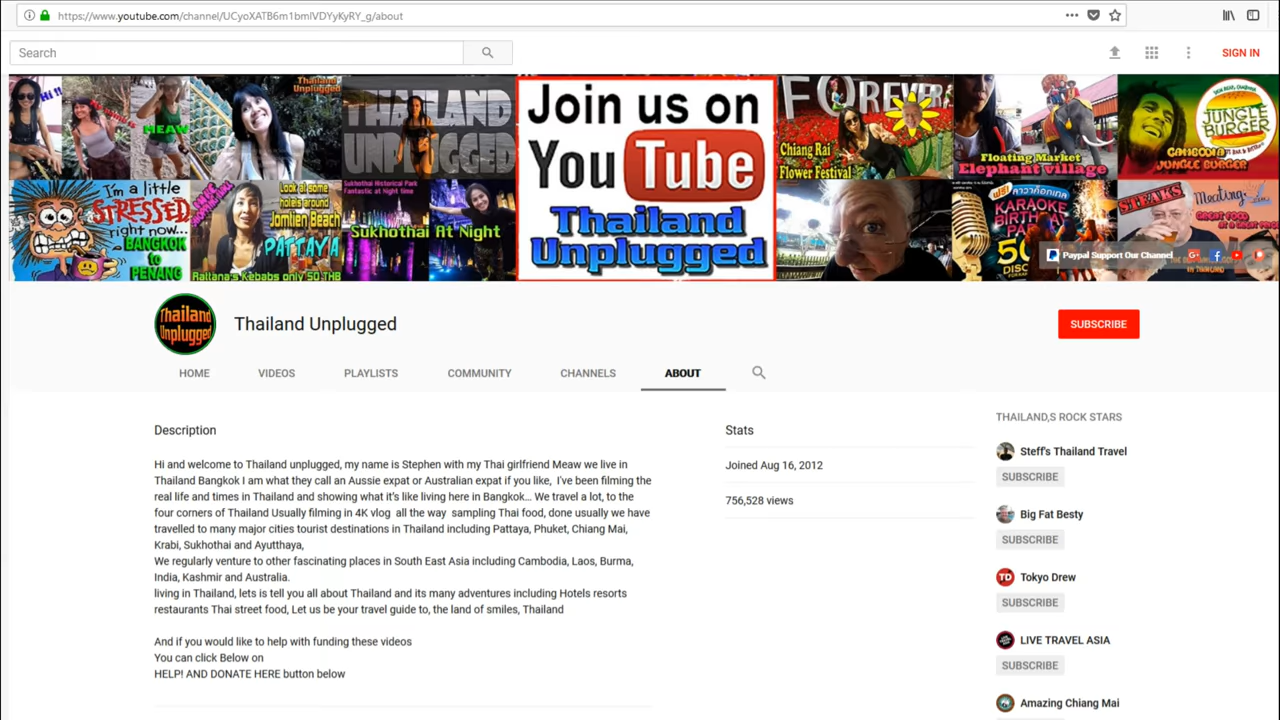 https://www.youtube.com/channel/UCyoXATB6m1bmlVDYyKyRY_g/about
Search
SIGN IN
Hi !!
MEAW
Thailand
Unplugged
THAILAND
UNPLUGGED
Join us on
YouTube
Thailand
Unplugged
FOREVER
Chiang Rai
Flower Festival
Floating Market
Elephant village
JUNGLE
BURGER
CAMBODIA
JUNGLE BURGER
I'm a little
STRESSED
right now...
BANGKOK
to
PENANG
Look at some
hole's around
Jomtien Beach
PATTAYA
Rattana's Kebabs only 50.THB
Sukhothai Historical Park
Fantastic at Night time
Sukhothai At Night
ฟรี
KARAOKE
BIRTH
STEAKS
Meating
GREAT FOOD
Paypal Support Our Channel
Thailand
Unplugged
Thailand Unplugged
SUBSCRIBE
HOME
VIDEOS
PLAYLISTS
COMMUNITY
CHANNELS
ABOUT
Description
Hi and welcome to Thailand unplugged, my name is Stephen with my Thai girlfriend Meaw we live in
Thailand Bangkok I am what they call an Aussie expat or Australian expat if you like, I've been filming the
real life and times in Thailand and showing what it's like living here in Bangkok... We travel a lot, to the
four corners of Thailand Usually filming in 4K vlog all the way sampling Thai food, done usually we have
travelled to many major cities tourist destinations in Thailand including Pattaya, Phuket, Chiang Mai,
Krabi, Sukhothai and Ayutthaya,
We regularly venture to other fascinating places in South East Asia including Cambodia, Laos, Burma,
India, Kashmir and Australia.
living in Thailand, lets is tell you all about Thailand and its many adventures including Hotels resorts
restaurants Thai street food, Let us be your travel guide to, the land of smiles, Thailand
And if you would like to help with funding these videos
You can click Below on
HELP! AND DONATE HERE button below
Stats
Joined Aug 16, 2012
756,528 views
THAILAND,S ROCK STARS
Steff's Thailand Travel
SUBSCRIBE
Big Fat Besty
SUBSCRIBE
TD
Tokyo Drew
SUBSCRIBE
LIVE TRAVEL ASIA
SUBSCRIBE
Amazing Chiang Mai